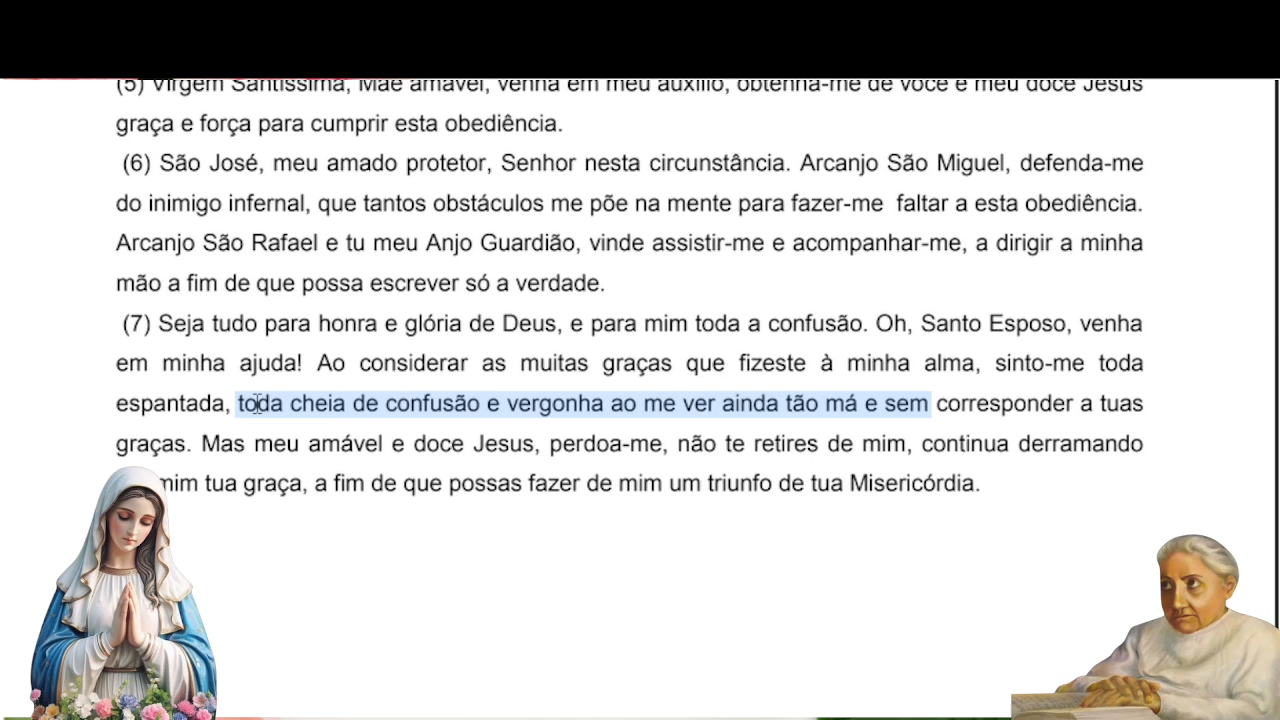 (5) Virgem Santíssima, Mãe amável, venha em meu auxílio, obtenha-me de você e meu doce Jesus
graça e força para cumprir esta obediência.
(6) São José, meu amado protetor, Senhor nesta circunstância. Arcanjo São Miguel, defenda-me
do inimigo infernal, que tantos obstáculos me põe na mente para fazer-me faltar a esta obediência.
Arcanjo São Rafael e tu meu Anjo Guardião, vinde assistir-me e acompanhar-me, a dirigir a minha
mão a fim de que possa escrever só a verdade.
(7) Seja tudo para honra e glória de Deus, e para mim toda a confusão. Oh, Santo Esposo, venha
em minha ajuda! Ao considerar as muitas graças que fizeste à minha alma, sinto-me toda
espantada, toda cheia de confusão e vergonha ao me ver ainda tão má e sem corresponder a tuas
graças. Mas meu amável e doce Jesus, perdoa-me, não te retires de mim, continua derramando
mim tua graça, a fim de que possas fazer de mim um triunfo de tua Misericórdia.